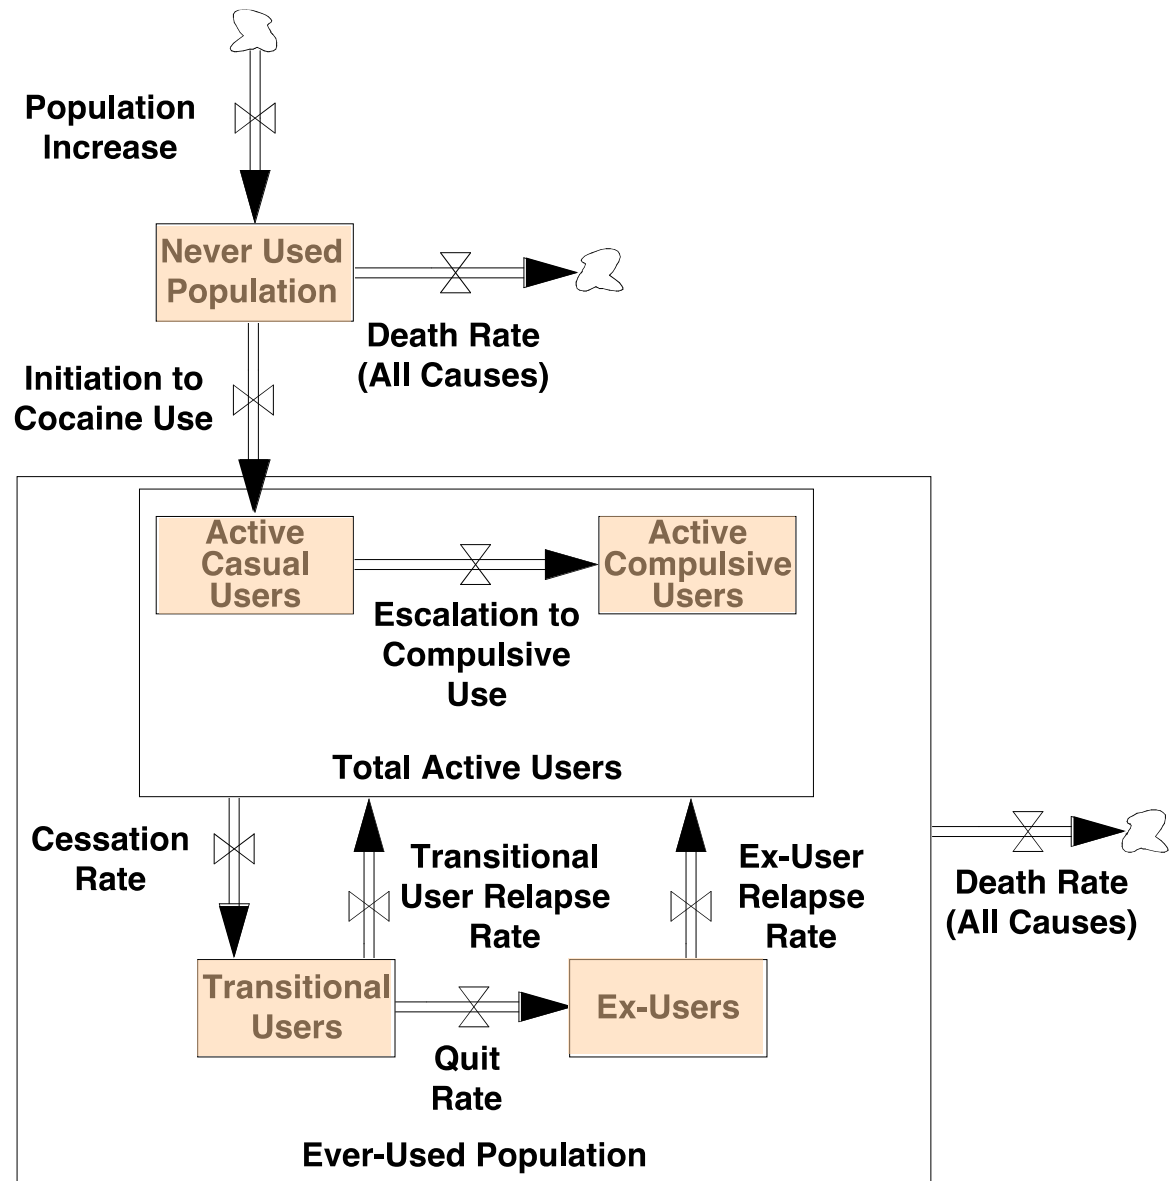 Population
Increase
Never Used
Population
Death Rate
(All Causes)
Initiation to
Cocaine Use
Active
Casual
Users
Active
Compulsive
Users
Escalation to
Compulsive
Use
Total Active Users
Cessation
Rate
Transitional
User Relapse
Rate
Ex-User
Relapse
Rate
Death Rate
(All Causes)
Transitional
Users
Ex-Users
Quit
Rate
Ever-Used Population